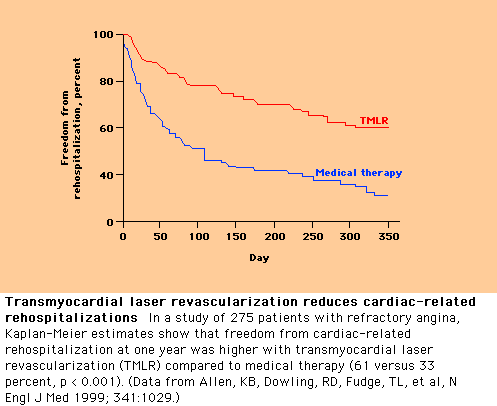 100
80
60
40
0
Freedom from
rehospitalization, percent
TMLR
Medical therapy
0 50 100 150 200 250 300 350
Day
Transmyocardial laser revascularization reduces cardiac-related
rehospitalizations In a study of 275 patients with refractory angina,
Kaplan-Meier estimates show that freedom from cardiac-related
rehospitalization at one year was higher with transmyocardial laser
revascularization (TMLR) compared to medical therapy (61 versus 33
percent, p < 0.001). (Data from Allen, KB, Dowling, RD, Fudge, TL, et al, N
Engl J Med 1999; 341:1029.)